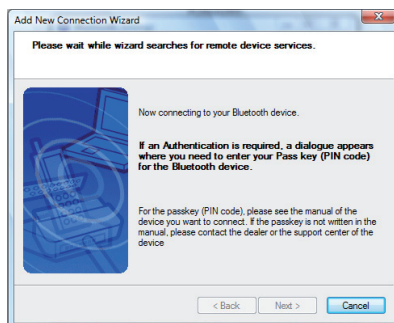 Add New Connection Wizard
Please wait while wizard searches for remote device services.
Now connecting to your Bluetooth device.
If an Authentication is required, a dialogue appears
where you need to enter your Pass key (PIN code)
for the Bluetooth device.
For the passkey (PIN code), please see the manual of the
device you want to connect. If the passkey is not written in the
manual, please contact the dealer or the support center of the
device
< Back Next > Cancel